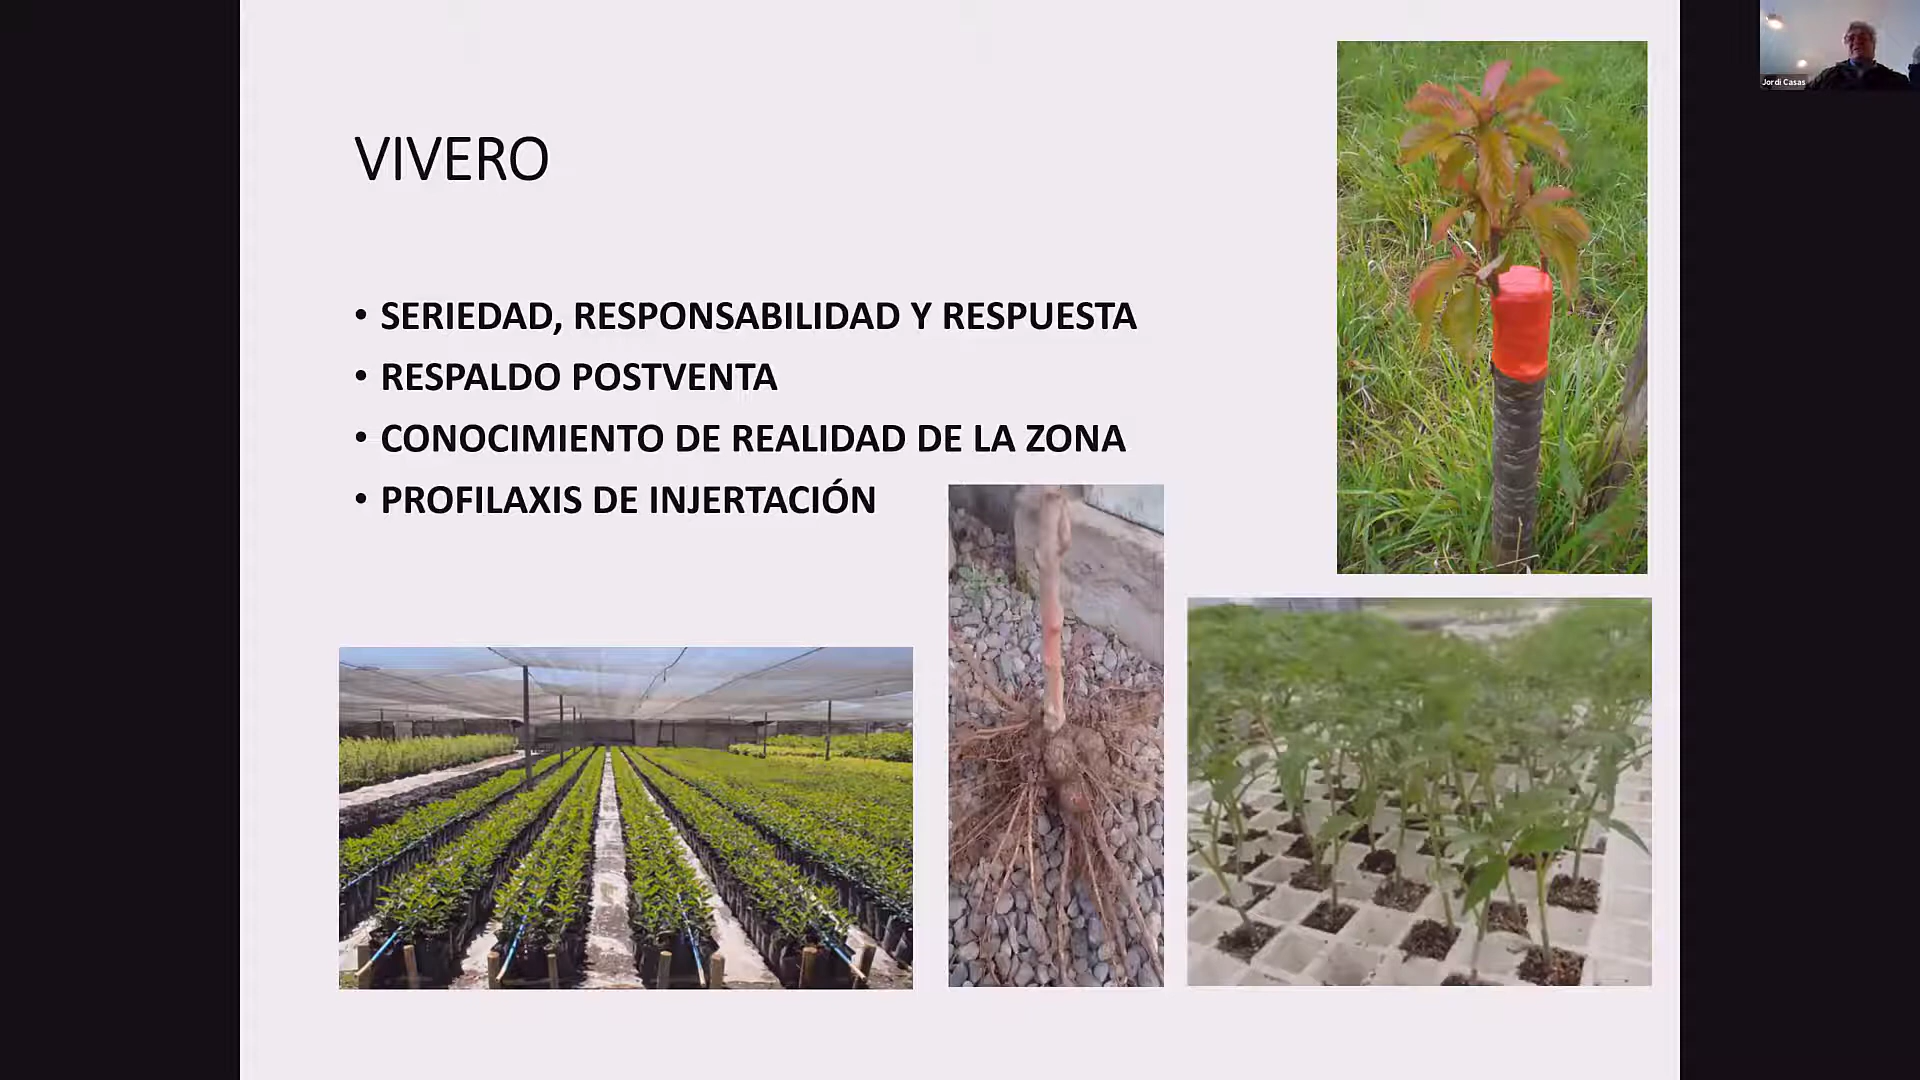 VIVERO
• SERIEDAD, RESPONSABILIDAD Y RESPUESTA
• RESPALDO POSTVENTA
• CONOCIMIENTO DE REALIDAD DE LA ZONA
• PROFILAXIS DE INJERTACIÓN
Jordi Casas